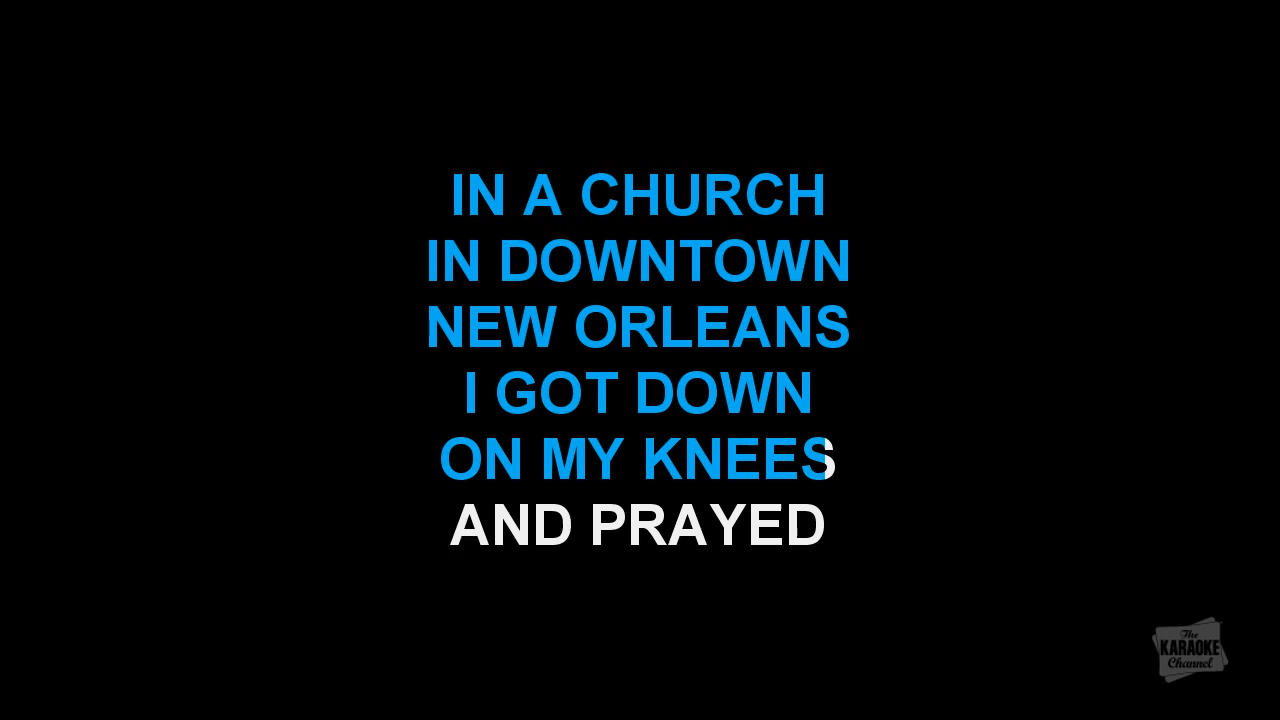 IN A CHURCH
IN DOWNTOWN
NEW ORLEANS
I GOT DOWN
ON MY KNEES
AND PRAYED
The
KARAOKE
Channel